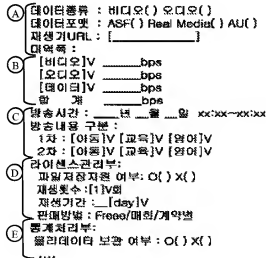 Ⓐ 데이터종류 : 비디오( ) 오디오( )
데이터포맷 : ASF( ) Real Media( ) AU( )
재생기URL : [          ]
Ⓑ 대역폭 :
[비디오]V ______bps
[오디오]V ______bps
[데이터]V ______bps
합 계 ______bps
Ⓒ 방송시간 : ___년 __월 __일 xx:xx~xx:xx
방송내용 구분 :
1차 : [아동]V [교육]V [영어]V
2차 : [아동]V [교육]V [영어]V
Ⓓ 라이센스관리부:
파일저장지원 여부: O( ) X( )
재생횟수 :[1]V회
재생기간 :__[day]V
판매방법 : Free/매회/계약별
Ⓔ 통계처리부:
물리데이타 보관 여부 : O( ) X( )